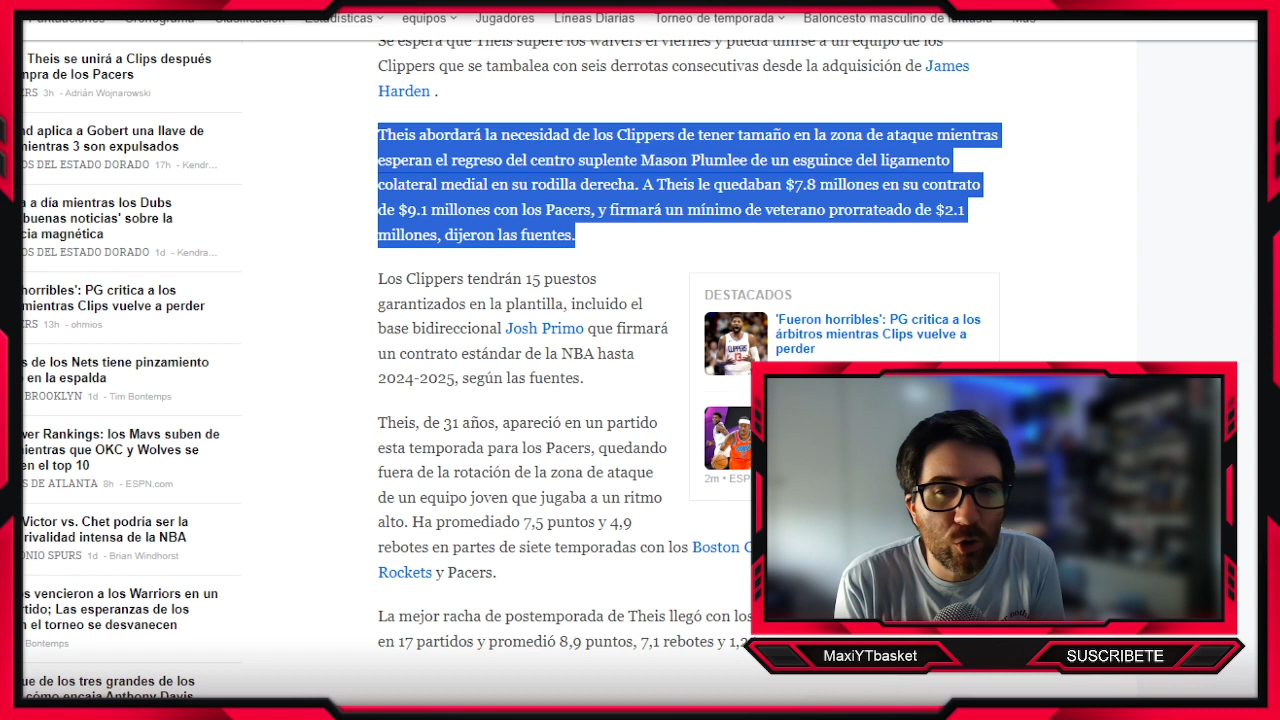 Puntuaciones Cronograma Clasificación Estadísticas equipos Jugadores Líneas Diarias Torneo de temporada Baloncesto masculino de fantasía Más
Theis se unirá a Clips después
mpra de los Pacers
ERS 3h - Adrián Wojnarowski
nd aplica a Gobert una llave de
mientras 3 son expulsados
OS DEL ESTADO DORADO 17h - Kendr...
a a día mientras los Dubs
buenas noticias' sobre la
cia magnética
OS DEL ESTADO DORADO 1d - Kendra...
horribles': PG critica a los
mientras Clips vuelve a perder
ERS 13h - ohmios
s de los Nets tiene pinzamiento
en la espalda
BROOKLYN 1d - Tim Bontemps
wer Rankings: los Mavs suben de
mientras que OKC y Wolves se
en el top 10
S DE ATLANTA 8h - ESPN.com
Victor vs. Chet podría ser la
rivalidad intensa de la NBA
ONIO SPURS 1d - Brian Windhorst
s vencieron a los Warriors en un
rtido; Las esperanzas de los
n el torneo se desvanecen
Bontemps
ue de los tres grandes de los
cómo encaja Anthony Davis
Se espera que Theis supere los waivers el viernes y pueda unirse a un equipo de los
Clippers que se tambalea con seis derrotas consecutivas desde la adquisición de James
Harden .
Theis abordará la necesidad de los Clippers de tener tamaño en la zona de ataque mientras
esperan el regreso del centro suplente Mason Plumlee de un esguince del ligamento
colateral medial en su rodilla derecha. A Theis le quedaban $7.8 millones en su contrato
de $9.1 millones con los Pacers, y firmará un mínimo de veterano prorrateado de $2.1
millones, dijeron las fuentes.
Los Clippers tendrán 15 puestos
garantizados en la plantilla, incluido el
base bidireccional Josh Primo que firmará
un contrato estándar de la NBA hasta
2024-2025, según las fuentes.
Theis, de 31 años, apareció en un partido
esta temporada para los Pacers, quedando
fuera de la rotación de la zona de ataque
de un equipo joven que jugaba a un ritmo
alto. Ha promediado 7,5 puntos y 4,9
rebotes en partes de siete temporadas con los Boston C
Rockets y Pacers.
La mejor racha de postemporada de Theis llegó con los
en 17 partidos y promedió 8,9 puntos, 7,1 rebotes y 1,2
DESTACADOS
'Fueron horribles': PG critica a los
árbitros mientras Clips vuelve a
perder
2m • ESP
CLIPPERS
13
MaxiYTbasket
SUSCRIBETE